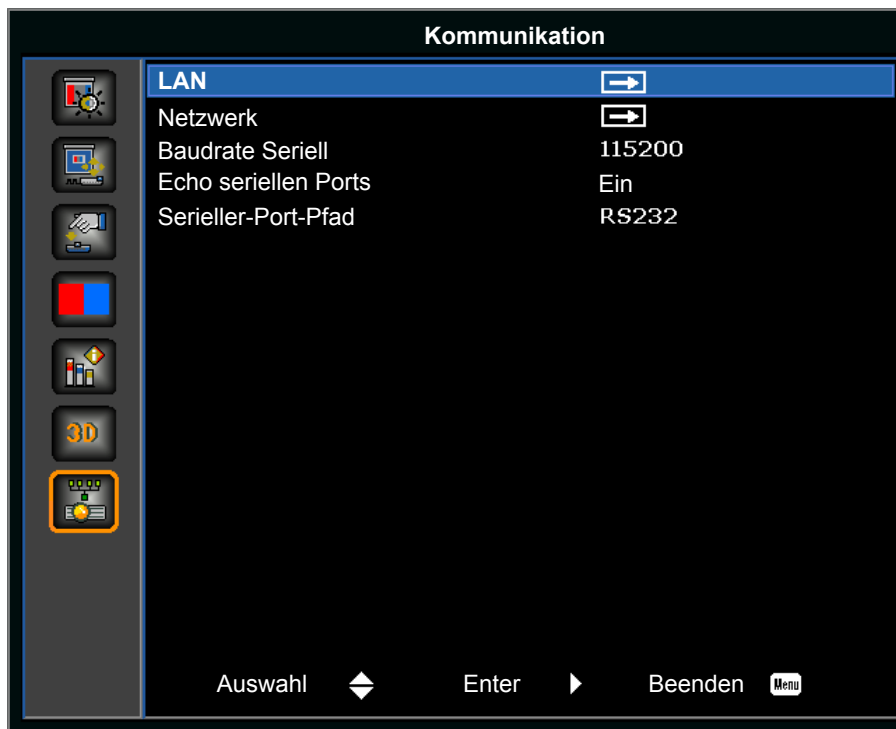 Kommunikation
LAN
Netzwerk
Baudrate Seriell 115200
Echo seriellen Ports Ein
Serieller-Port-Pfad RS232
3D
Auswahl Enter Beenden Menu